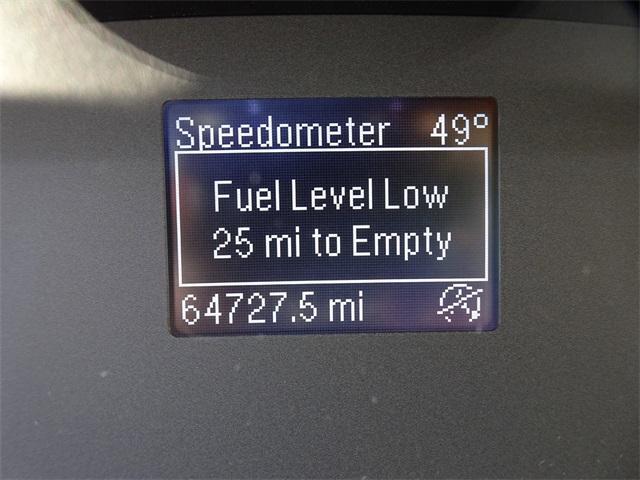 Speedometer 49°
Fuel Level Low
25 mi to Empty
64727.5 mi